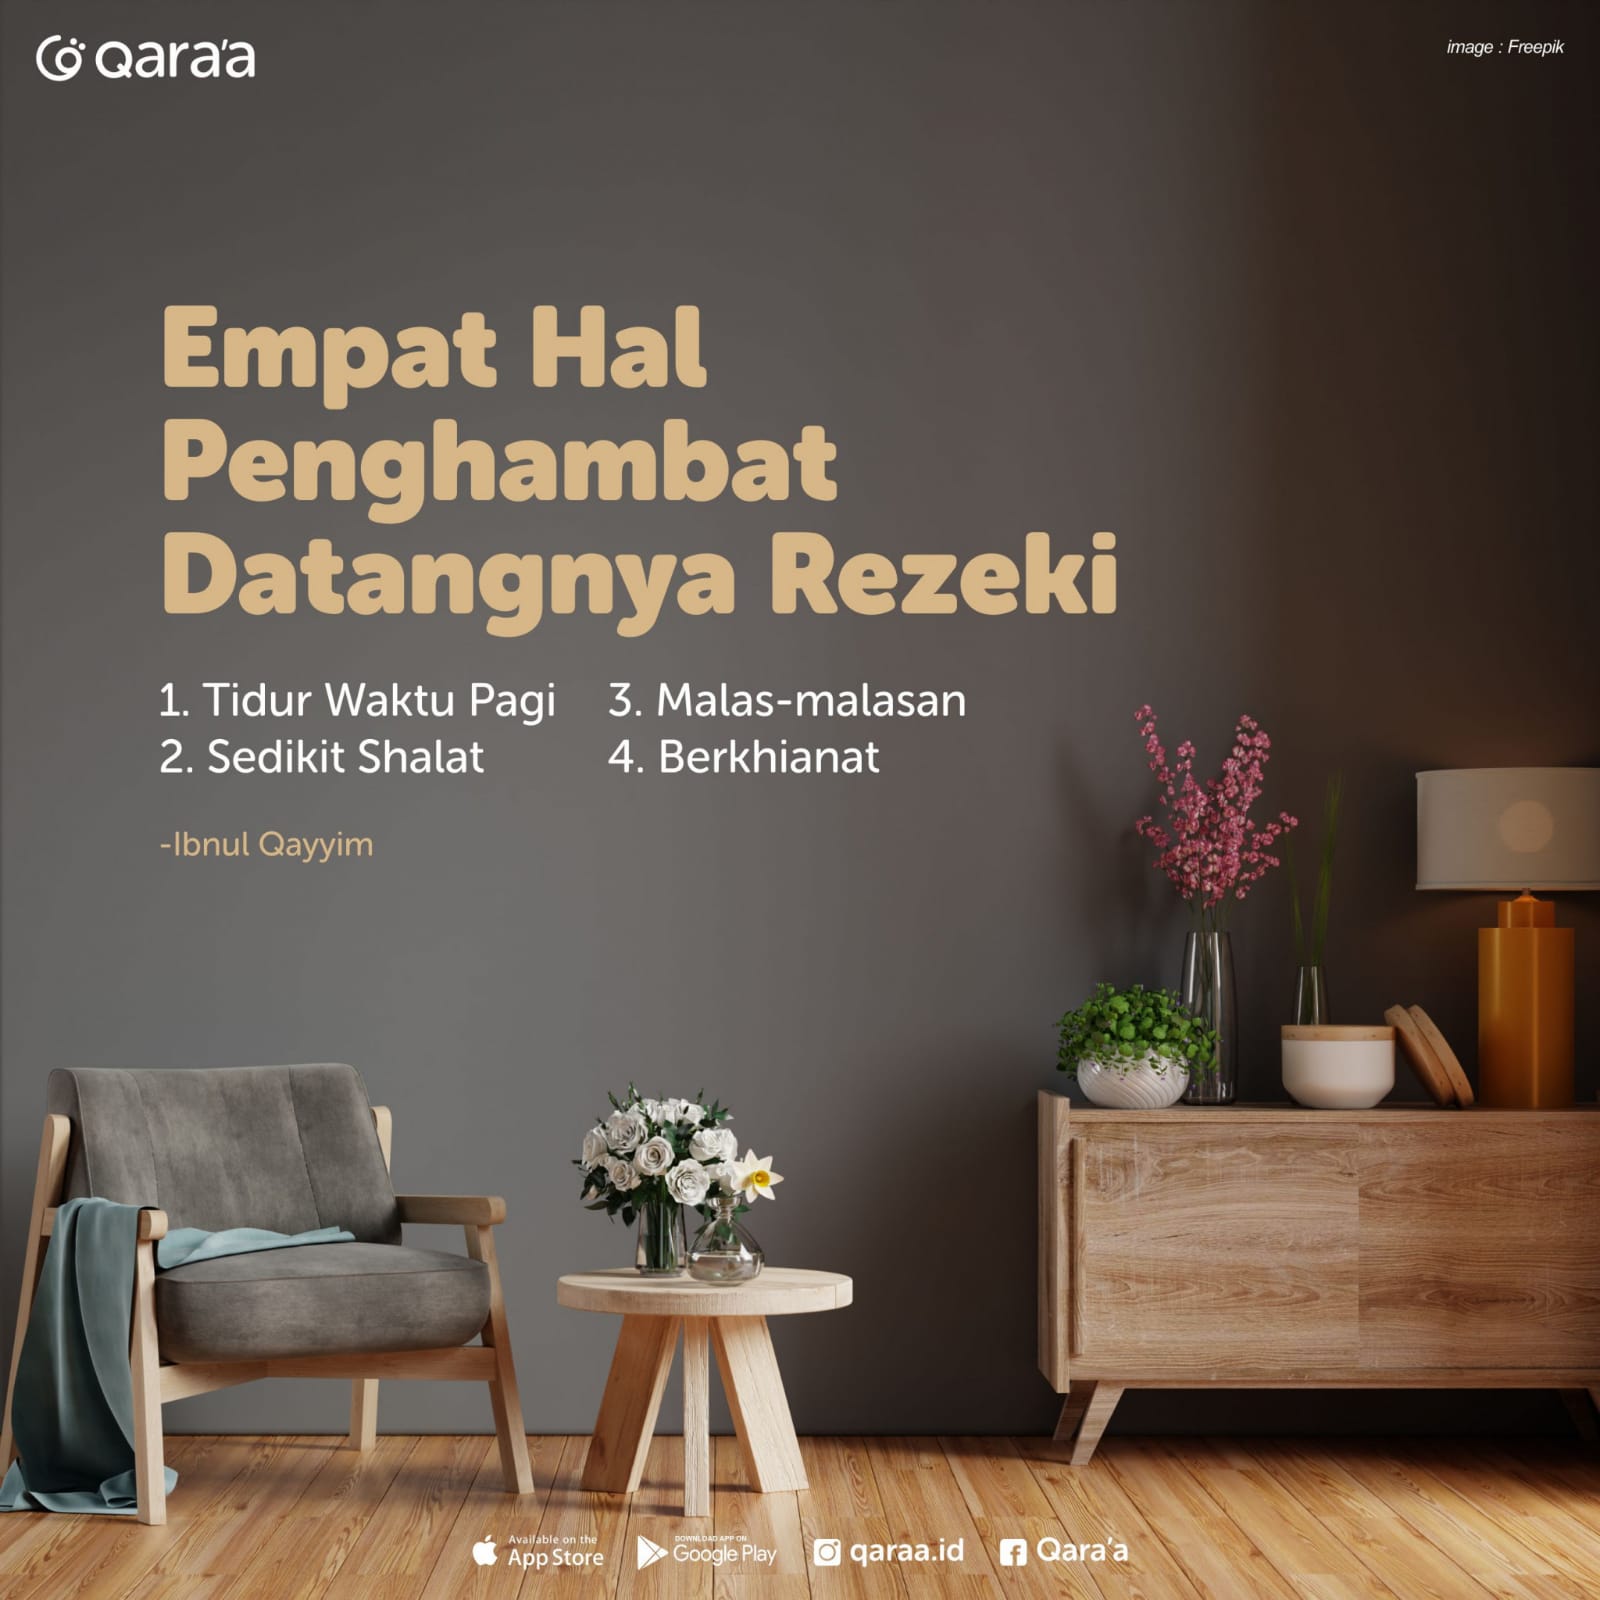 Qara'a
image : Freepik
Empat Hal
Penghambat
Datangnya Rezeki
1. Tidur Waktu Pagi
2. Sedikit Shalat
3. Malas-malasan
4. Berkhianat
-Ibnul Qayyim
Available on the
App Store
DOWNLOAD APP ON
Google Play
qaraa.id
Qara'a